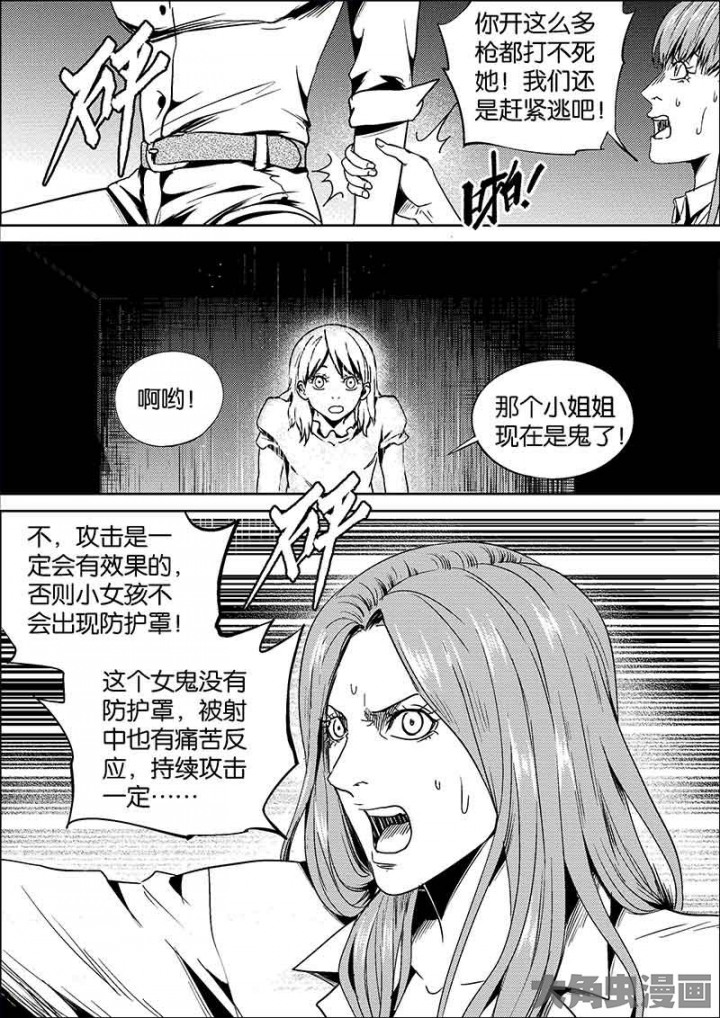 你开这么多
枪都打不死
她！我们还
是赶紧逃吧！
砰
啪！
啊哟！
那个小姐姐
现在是鬼了！
砰
不，攻击是一
定会有效果的，
否则小女孩不
会出现防护罩！
这个女鬼没有
防护罩，被射
中也有痛苦反
应，持续攻击
一定……
大角虫漫画